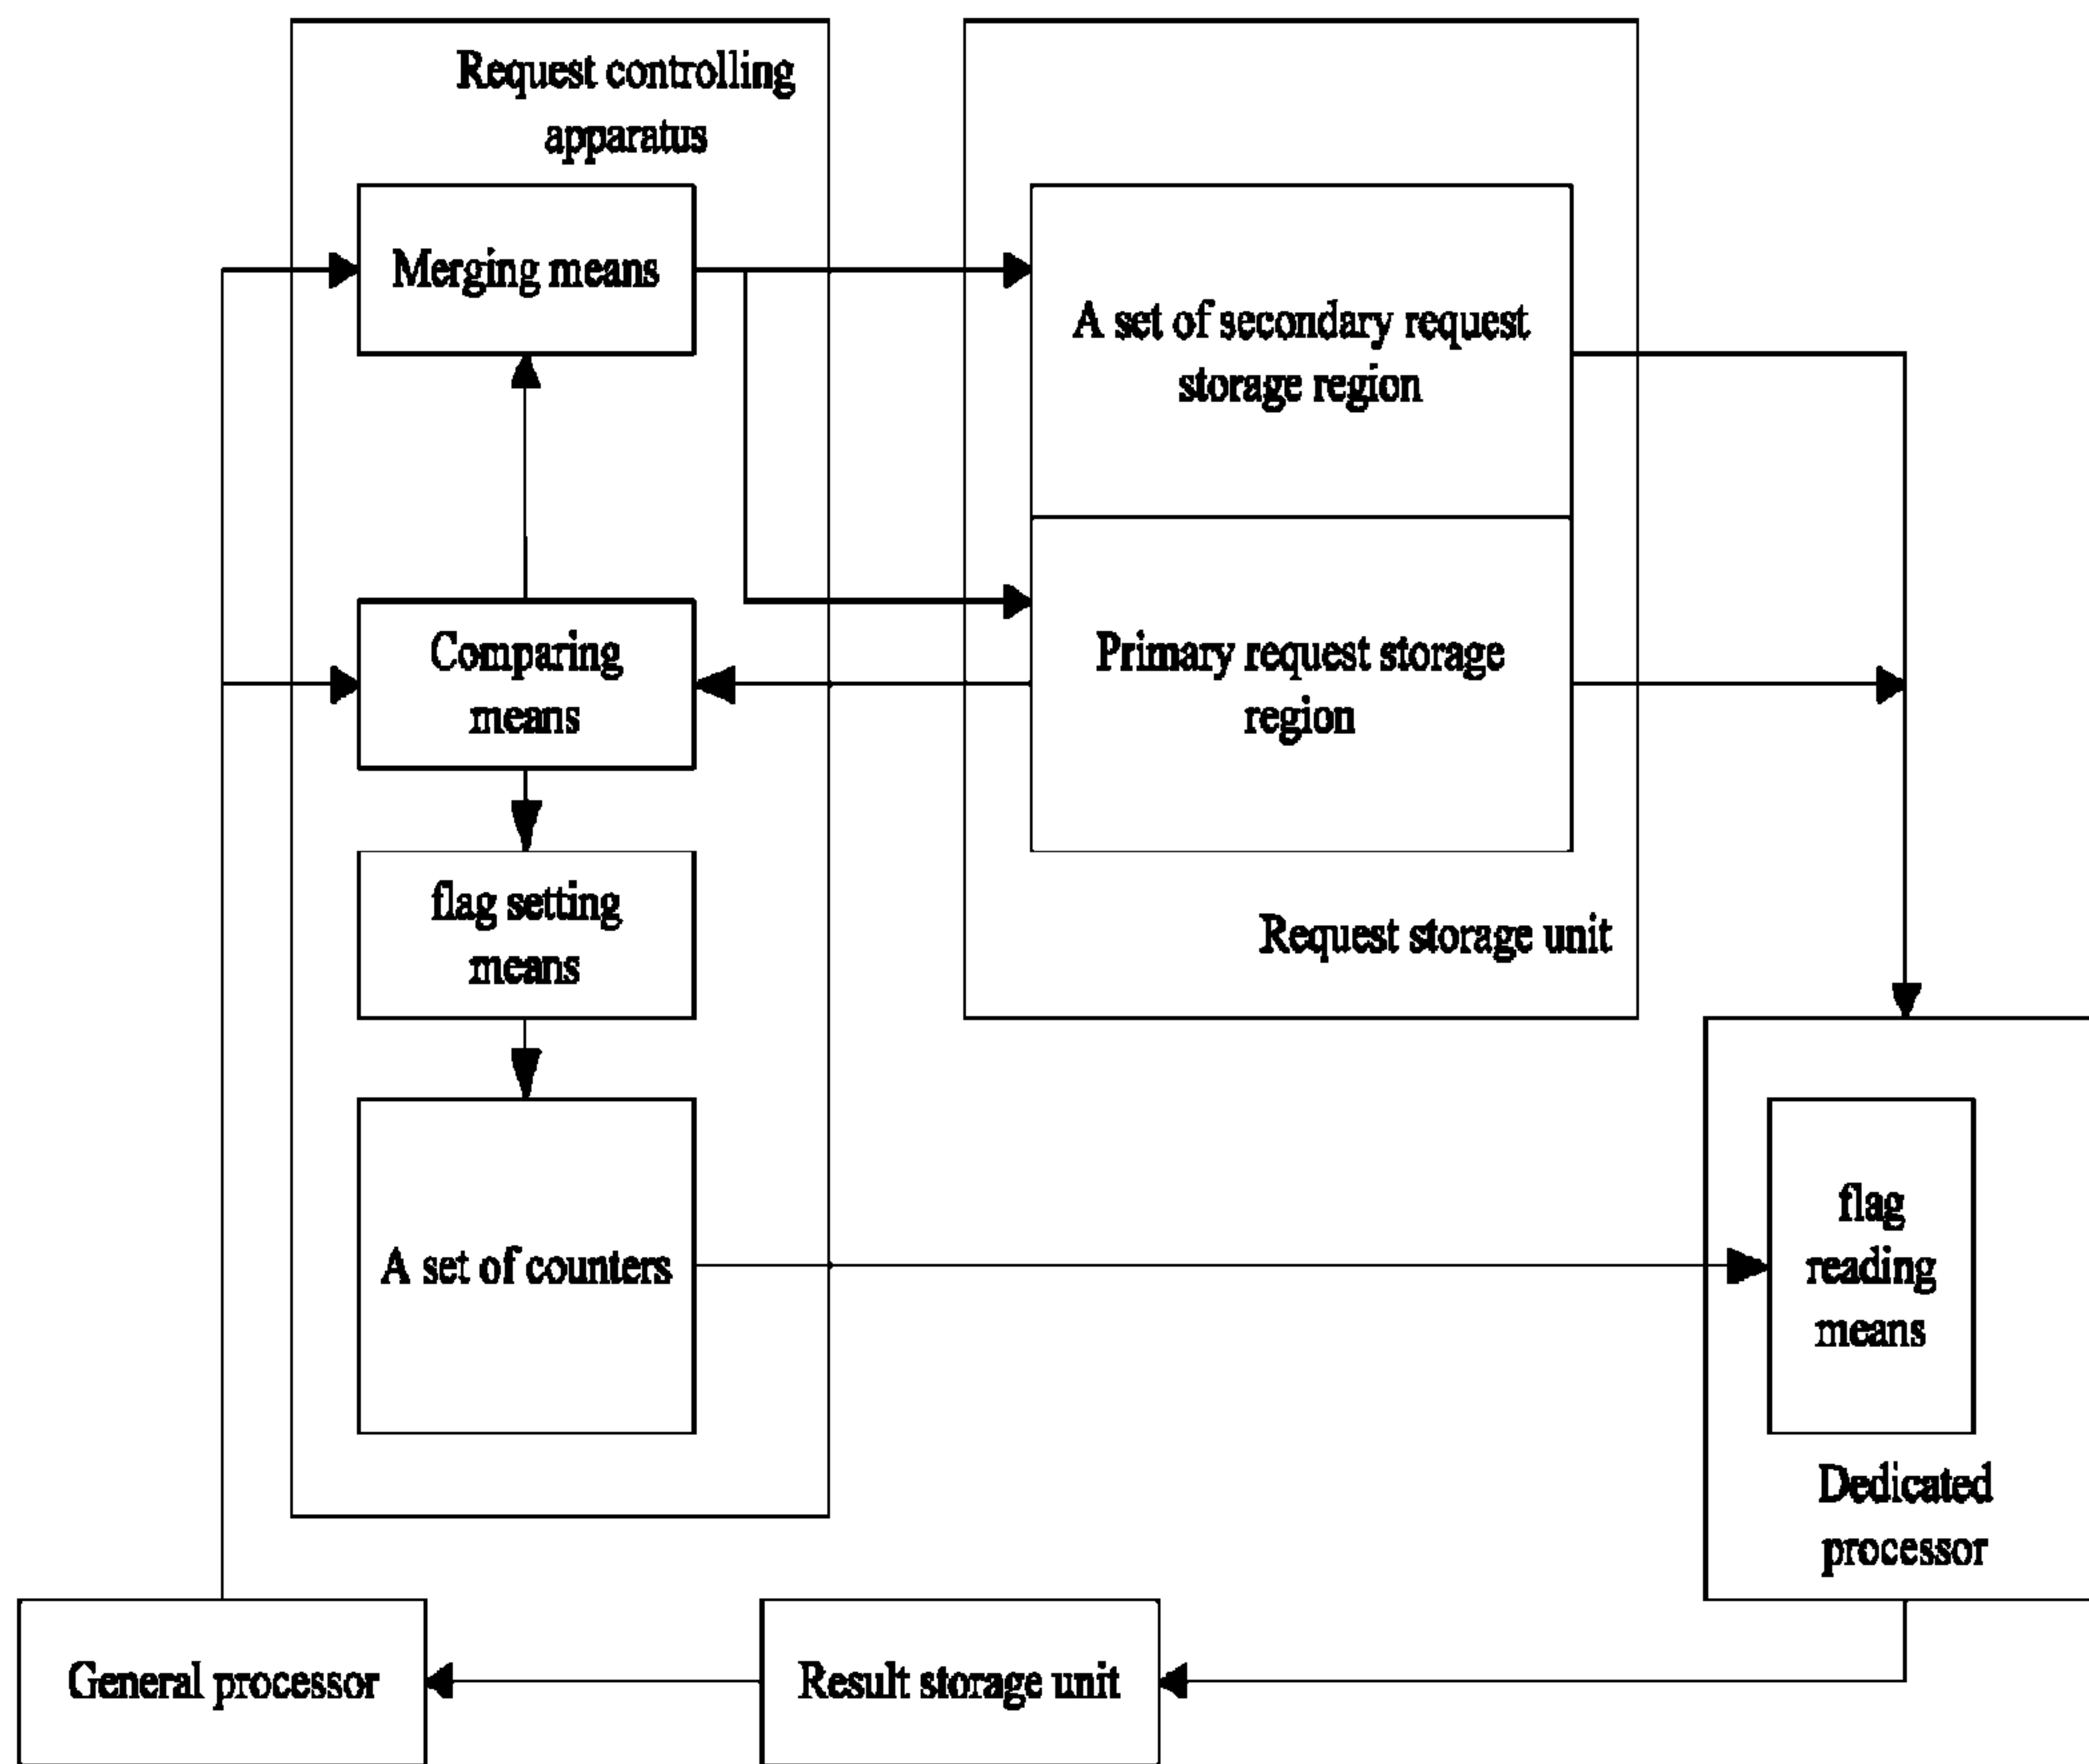 Request controlling
apparatus
Merging means
A set of secondary request
storage region
Comparing
means
Primary request storage
region
flag setting
means
Request storage unit
A set of counters
flag
reading
means
Dedicated
processor
General processor
Result storage unit